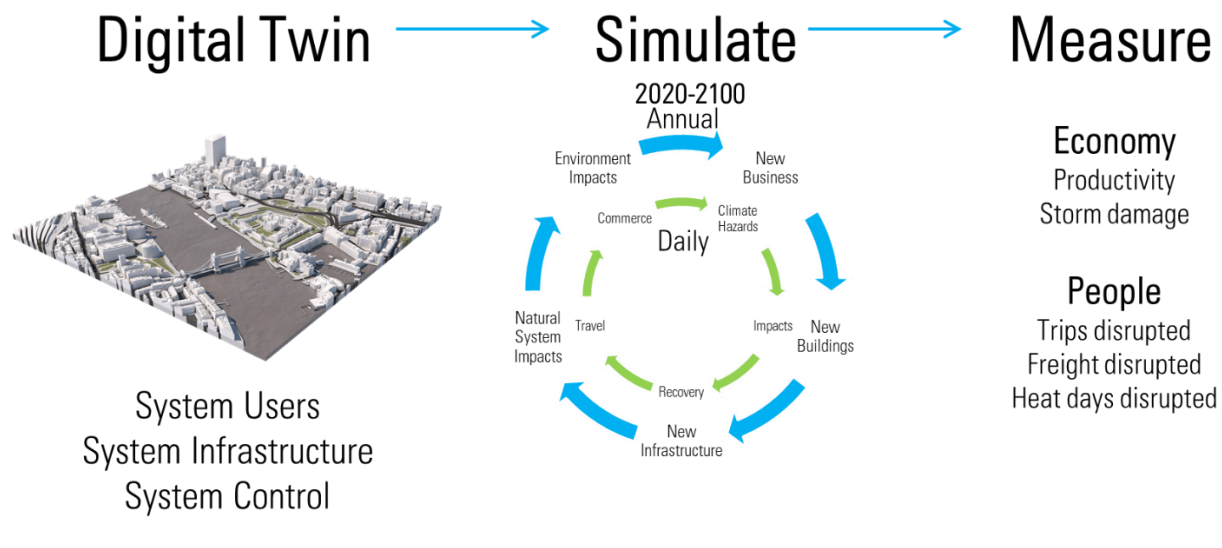 Digital Twin
Simulate
Measure
System Users
System Infrastructure
System Control
2020-2100
Annual
Environment
Impacts
New
Business
Commerce
Climate
Hazards
Daily
Natural
System
Impacts
Travel
Impacts
New
Buildings
Recovery
New
Infrastructure
Economy
Productivity
Storm damage
People
Trips disrupted
Freight disrupted
Heat days disrupted